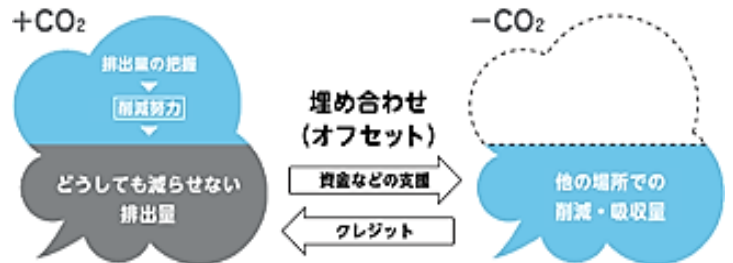 +CO₂
排出量の把握
削減努力
どうしても減らせない
排出量
埋め合わせ
(オフセット)
資金などの支援
クレジット
−CO₂
他の場所での
削減・吸収量